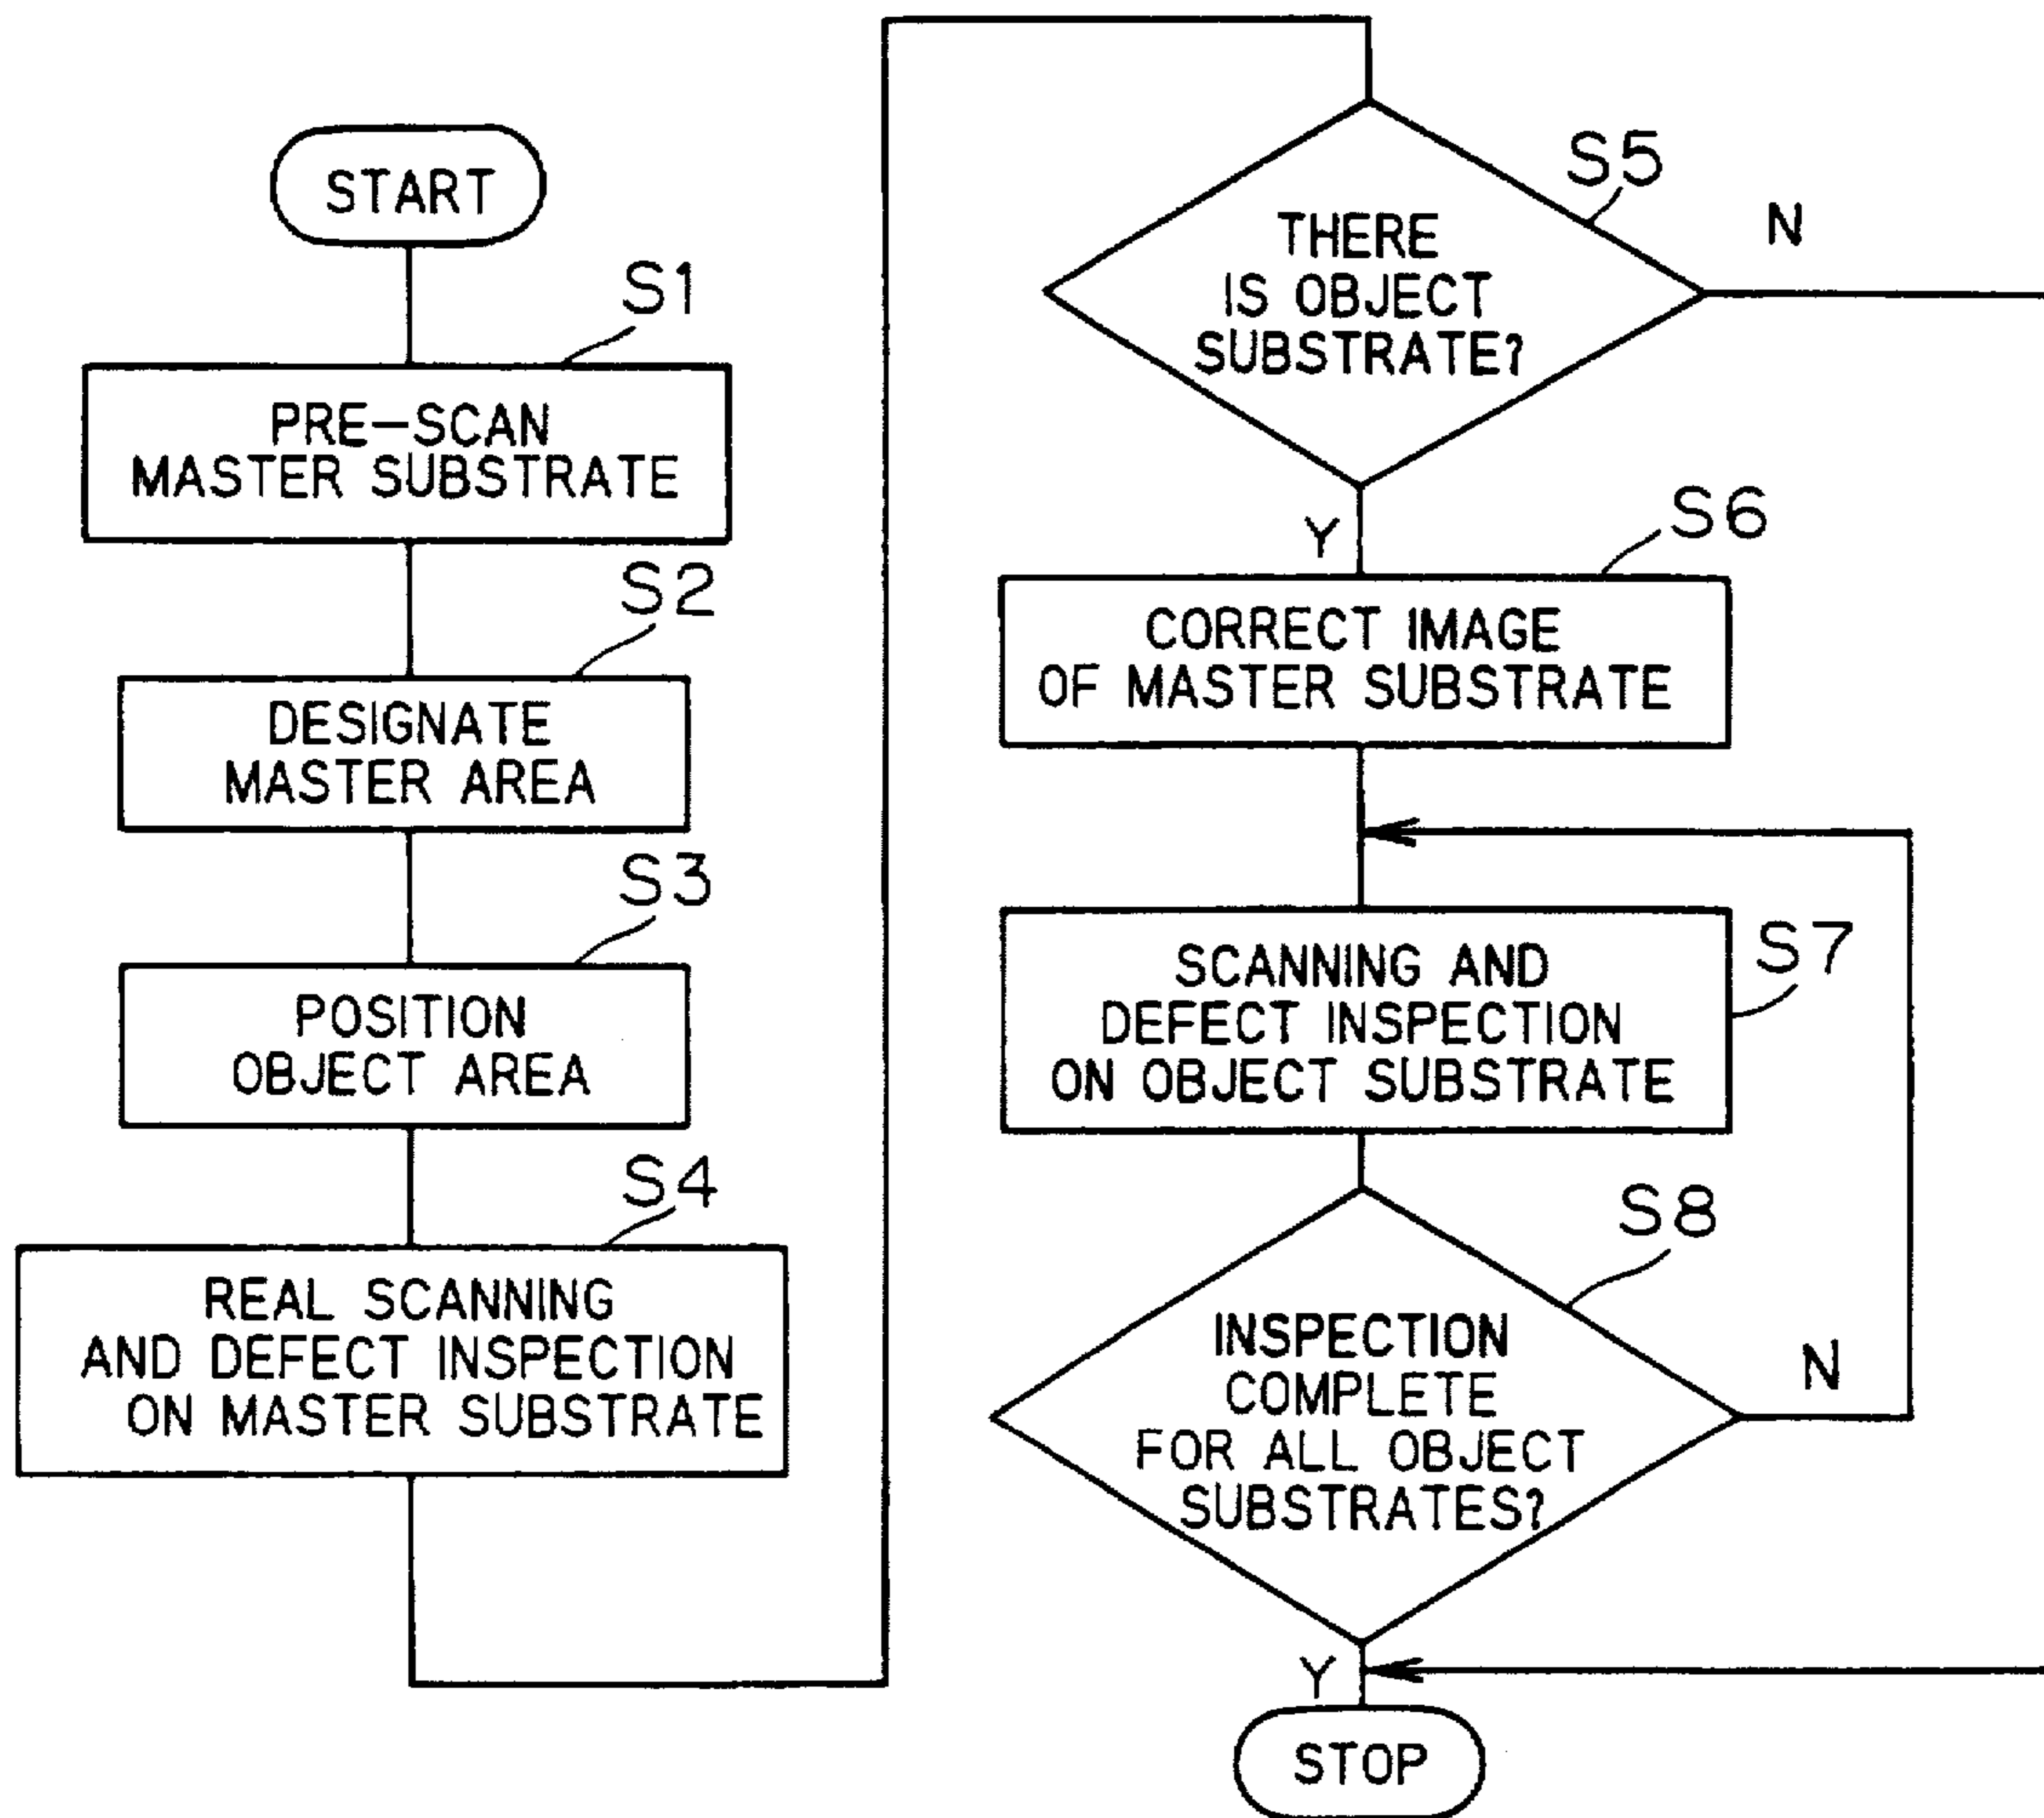 START
S1
PRE-SCAN
MASTER SUBSTRATE
S2
DESIGNATE
MASTER AREA
S3
POSITION
OBJECT AREA
S4
REAL SCANNING
AND DEFECT INSPECTION
ON MASTER SUBSTRATE
S5
THERE
IS OBJECT
SUBSTRATE?
N
Y
S6
CORRECT IMAGE
OF MASTER SUBSTRATE
S7
SCANNING AND
DEFECT INSPECTION
ON OBJECT SUBSTRATE
S8
INSPECTION
COMPLETE
FOR ALL OBJECT
SUBSTRATES?
N
Y
STOP